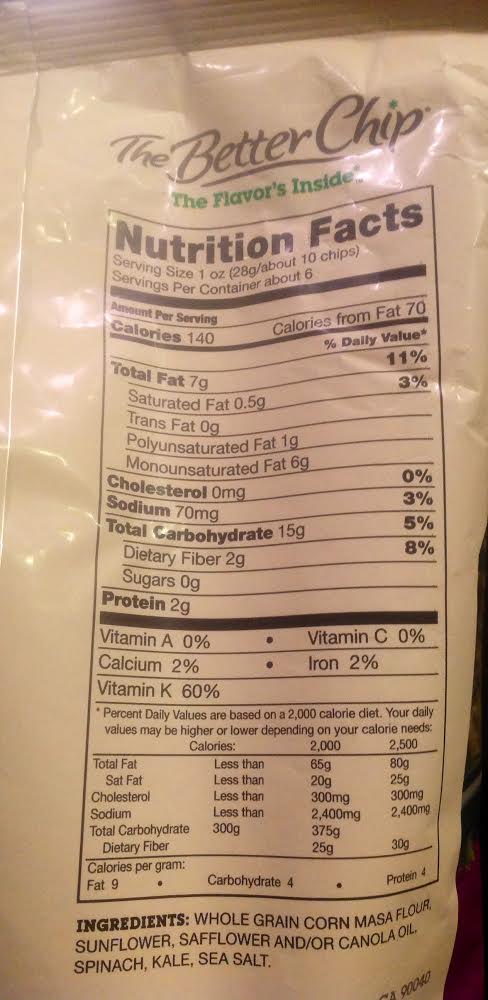 The Better Chip
The Flavor's Inside™
Nutrition Facts
Serving Size 1 oz (28g/about 10 chips)
Servings Per Container about 6
Amount Per Serving
Calories 140 Calories from Fat 70
% Daily Value*
Total Fat 7g 11%
Saturated Fat 0.5g 3%
Trans Fat 0g
Polyunsaturated Fat 1g
Monounsaturated Fat 6g
Cholesterol 0mg 0%
Sodium 70mg 3%
Total Carbohydrate 15g 5%
Dietary Fiber 2g 8%
Sugars 0g
Protein 2g
Vitamin A 0% • Vitamin C 0%
Calcium 2% • Iron 2%
Vitamin K 60%
* Percent Daily Values are based on a 2,000 calorie diet. Your daily
values may be higher or lower depending on your calorie needs:
Calories: 2,000 2,500
Total Fat Less than 65g 80g
Sat Fat Less than 20g 25g
Cholesterol Less than 300mg 300mg
Sodium Less than 2,400mg 2,400mg
Total Carbohydrate 300g 375g
Dietary Fiber 25g 30g
Calories per gram:
Fat 9 • Carbohydrate 4 • Protein 4
INGREDIENTS: WHOLE GRAIN CORN MASA FLOUR,
SUNFLOWER, SAFFLOWER AND/OR CANOLA OIL,
SPINACH, KALE, SEA SALT.
CA 90040